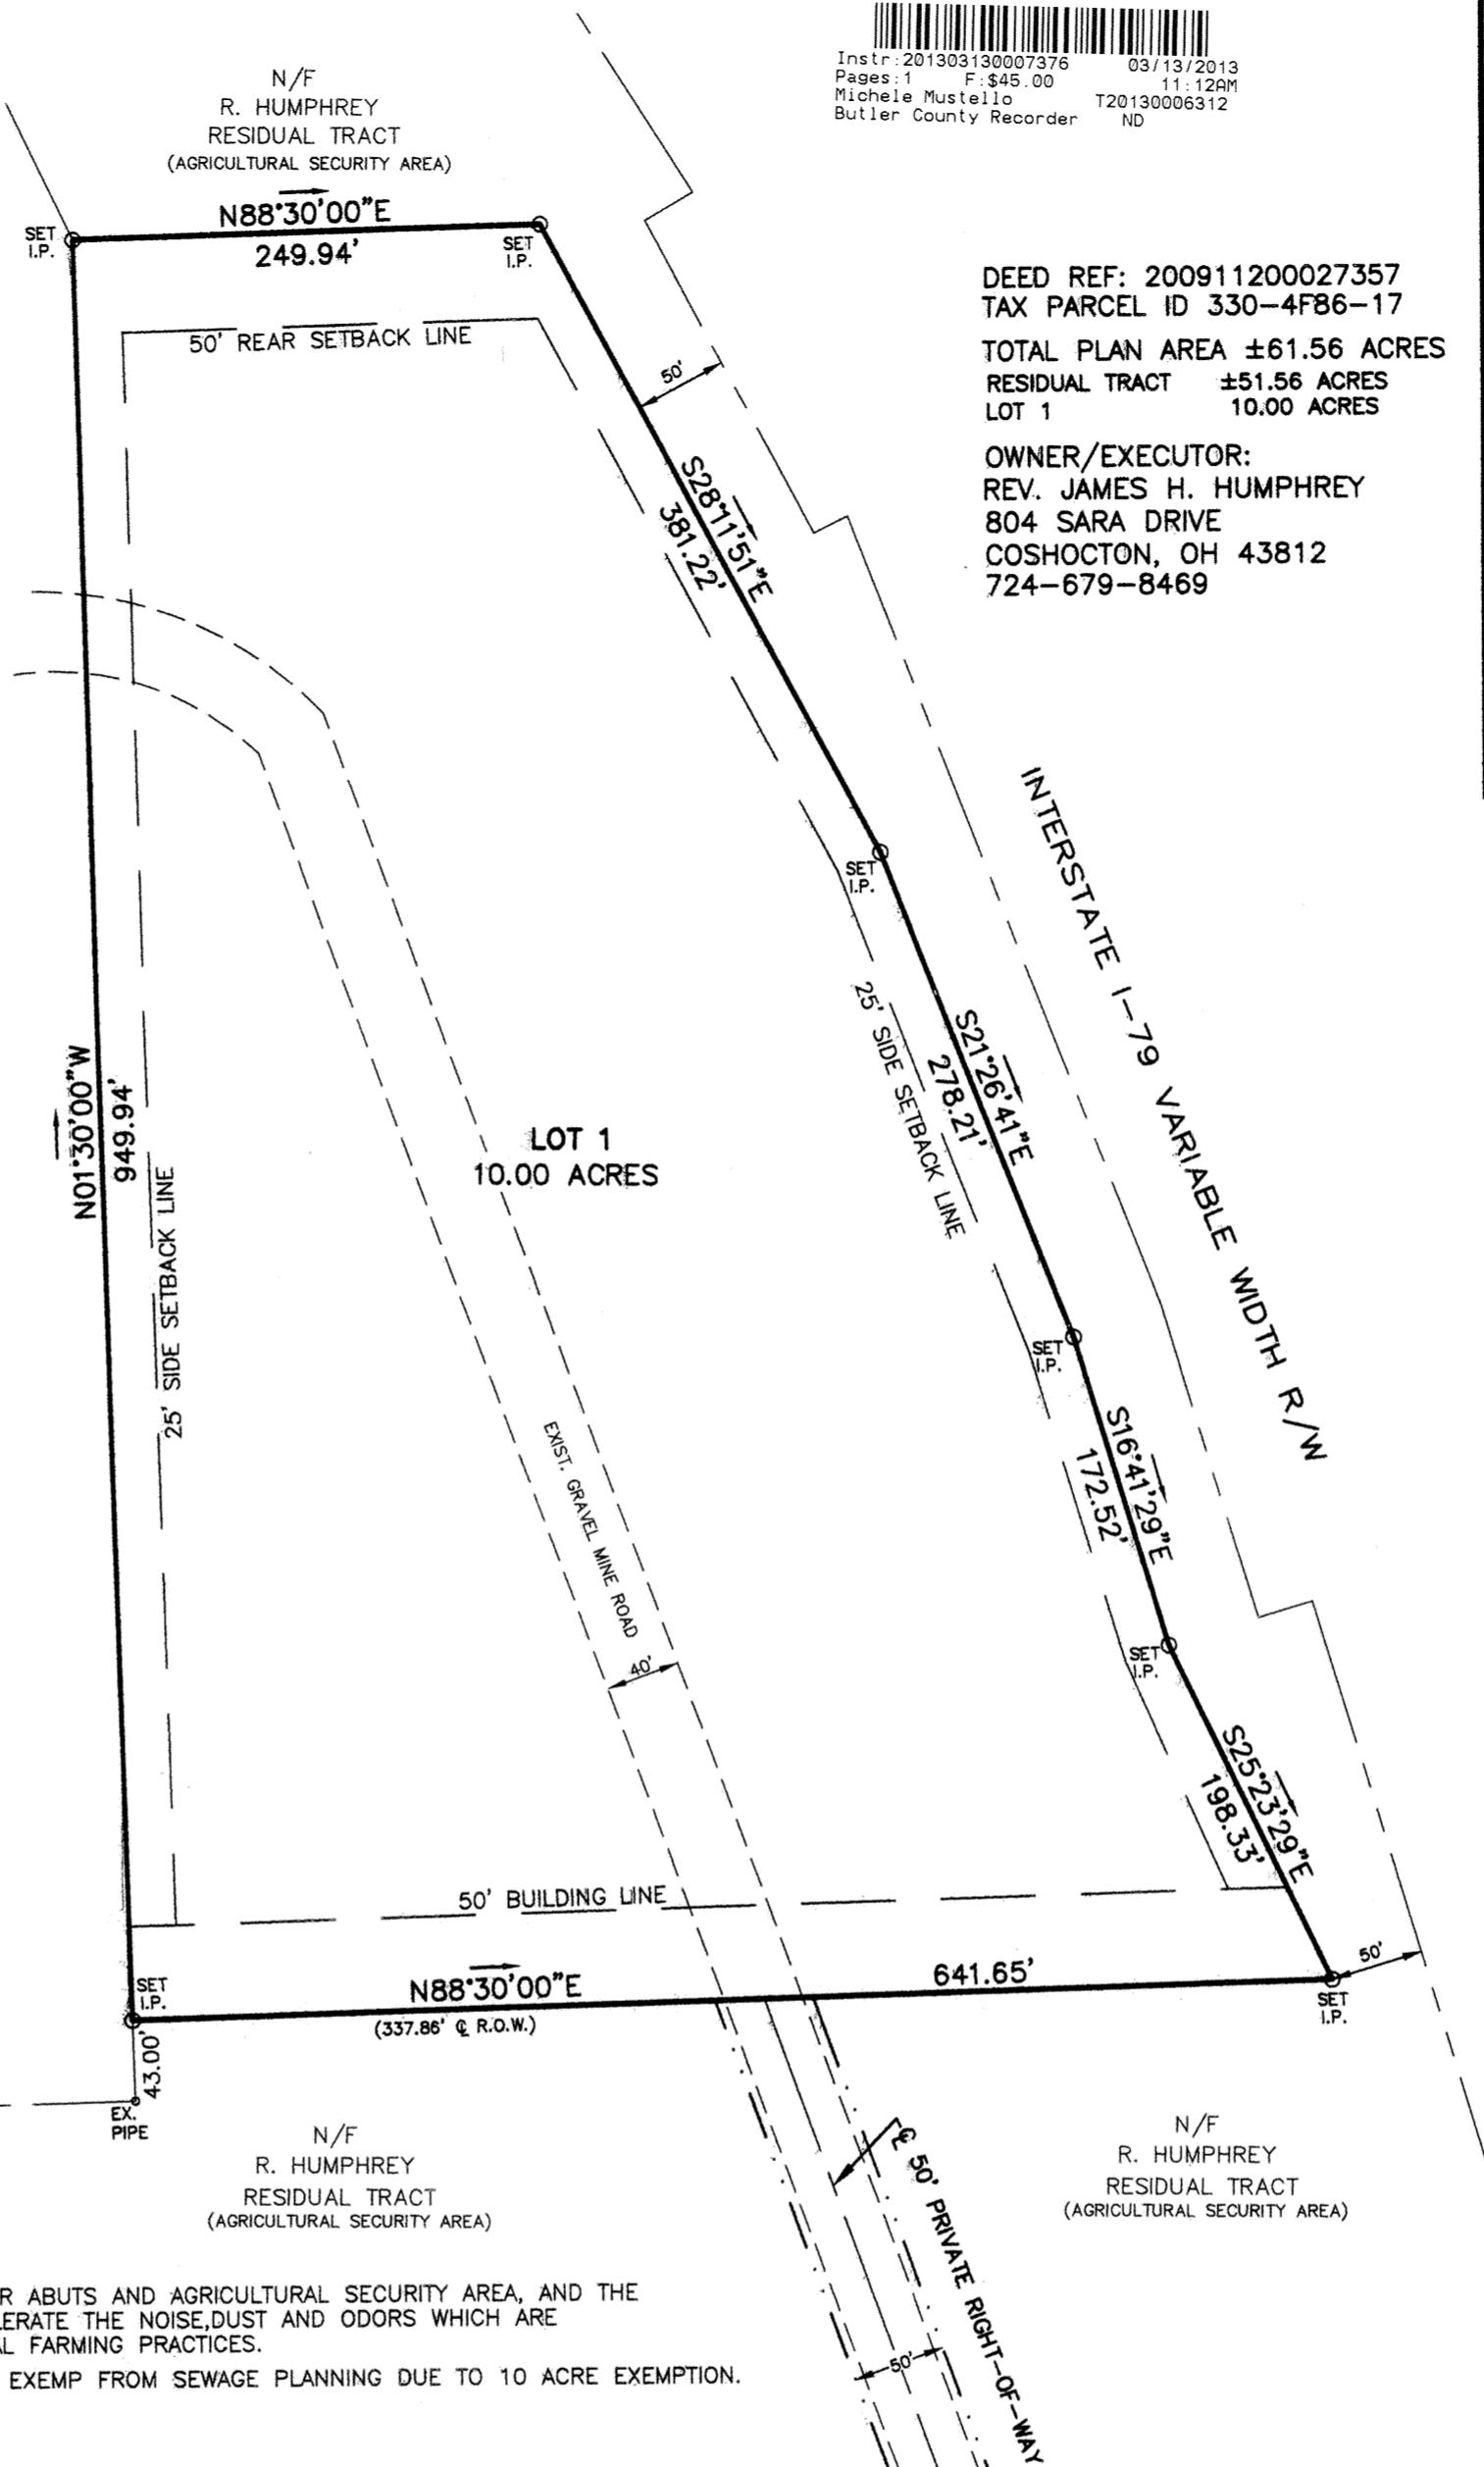 Instr:201303130007376 03/13/2013
Pages:1 F:$45.00 11:12AM
Michele Mustello T20130006312
Butler County Recorder ND
N/F
R. HUMPHREY
RESIDUAL TRACT
(AGRICULTURAL SECURITY AREA)
N88°30'00"E
249.94'
SET
I.P.
SET
I.P.
50' REAR SETBACK LINE
50'
DEED REF: 200911200027357
TAX PARCEL ID 330-4F86-17
TOTAL PLAN AREA ±61.56 ACRES
RESIDUAL TRACT ±51.56 ACRES
LOT 1 10.00 ACRES
OWNER/EXECUTOR:
REV. JAMES H. HUMPHREY
804 SARA DRIVE
COSHOCTON, OH 43812
724-679-8469
S28°11'51"E
381.22'
SET
I.P.
INTERSTATE I-79 VARIABLE WIDTH R/W
25' SIDE SETBACK LINE
S21°26'41"E
278.21'
N01°30'00"W
949.94'
25' SIDE SETBACK LINE
LOT 1
10.00 ACRES
SET
I.P.
S16°41'29"E
172.52'
EXIST. GRAVEL MINE ROAD
40'
SET
I.P.
S25°23'29"E
198.33'
50' BUILDING LINE
SET
I.P.
N88°30'00"E
641.65'
(337.86' ℄ R.O.W.)
50'
SET
I.P.
43.00'
EX.
PIPE
N/F
R. HUMPHREY
RESIDUAL TRACT
(AGRICULTURAL SECURITY AREA)
℄ 50' PRIVATE RIGHT-OF-WAY
50'
N/F
R. HUMPHREY
RESIDUAL TRACT
(AGRICULTURAL SECURITY AREA)
R ABUTS AND AGRICULTURAL SECURITY AREA, AND THE
LERATE THE NOISE,DUST AND ODORS WHICH ARE
AL FARMING PRACTICES.
EXEMP FROM SEWAGE PLANNING DUE TO 10 ACRE EXEMPTION.